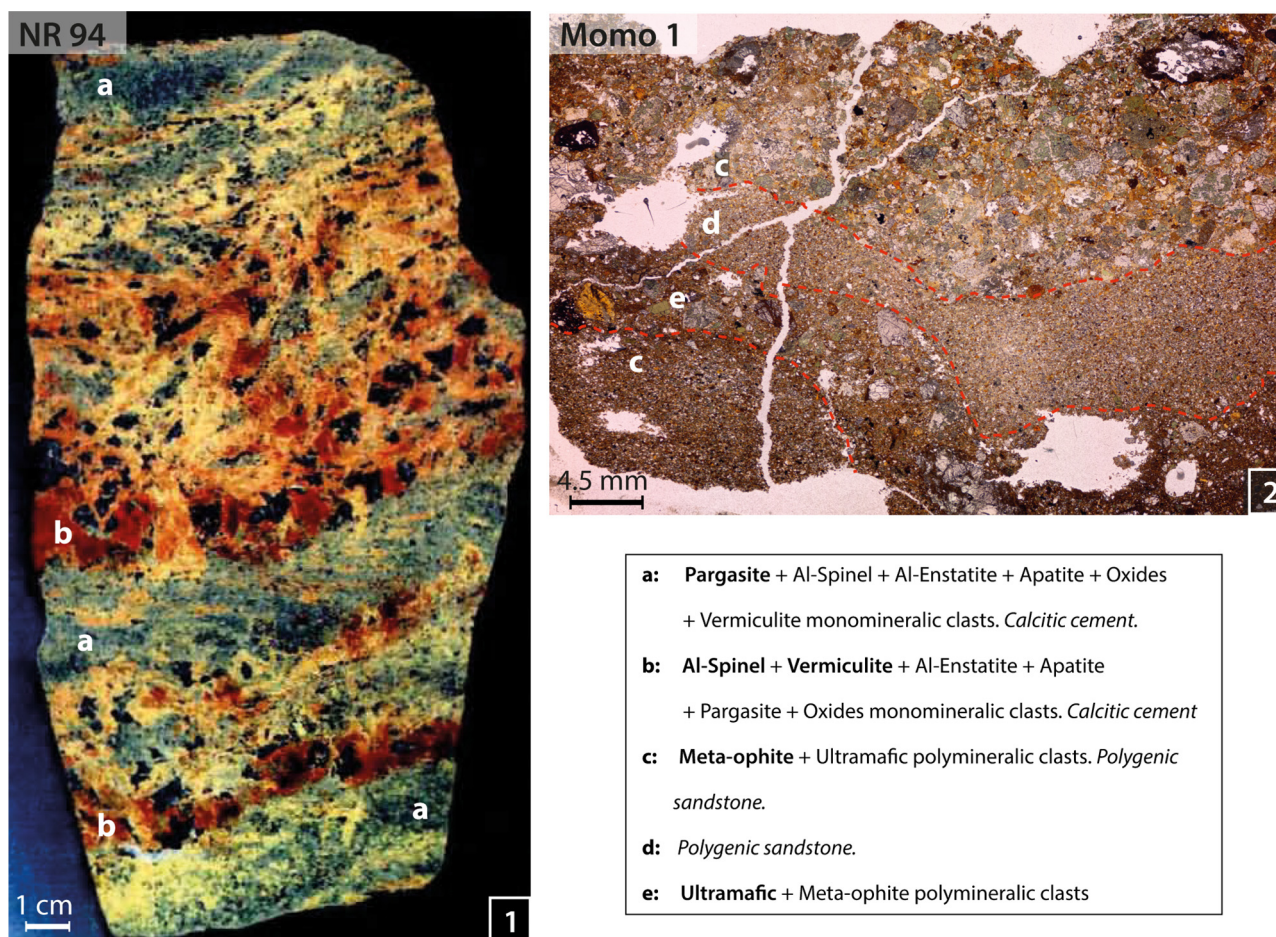 NR 94
a
b
a
b
a
1 cm
1
Momo 1
c
d
e
c
4.5 mm
2
a: Pargasite + Al-Spinel + Al-Enstatite + Apatite + Oxides
+ Vermiculite monomineralic clasts. Calcitic cement.
b: Al-Spinel + Vermiculite + Al-Enstatite + Apatite
+ Pargasite + Oxides monomineralic clasts. Calcitic cement
c: Meta-ophite + Ultramafic polymineralic clasts. Polygenic
sandstone.
d: Polygenic sandstone.
e: Ultramafic + Meta-ophite polymineralic clasts